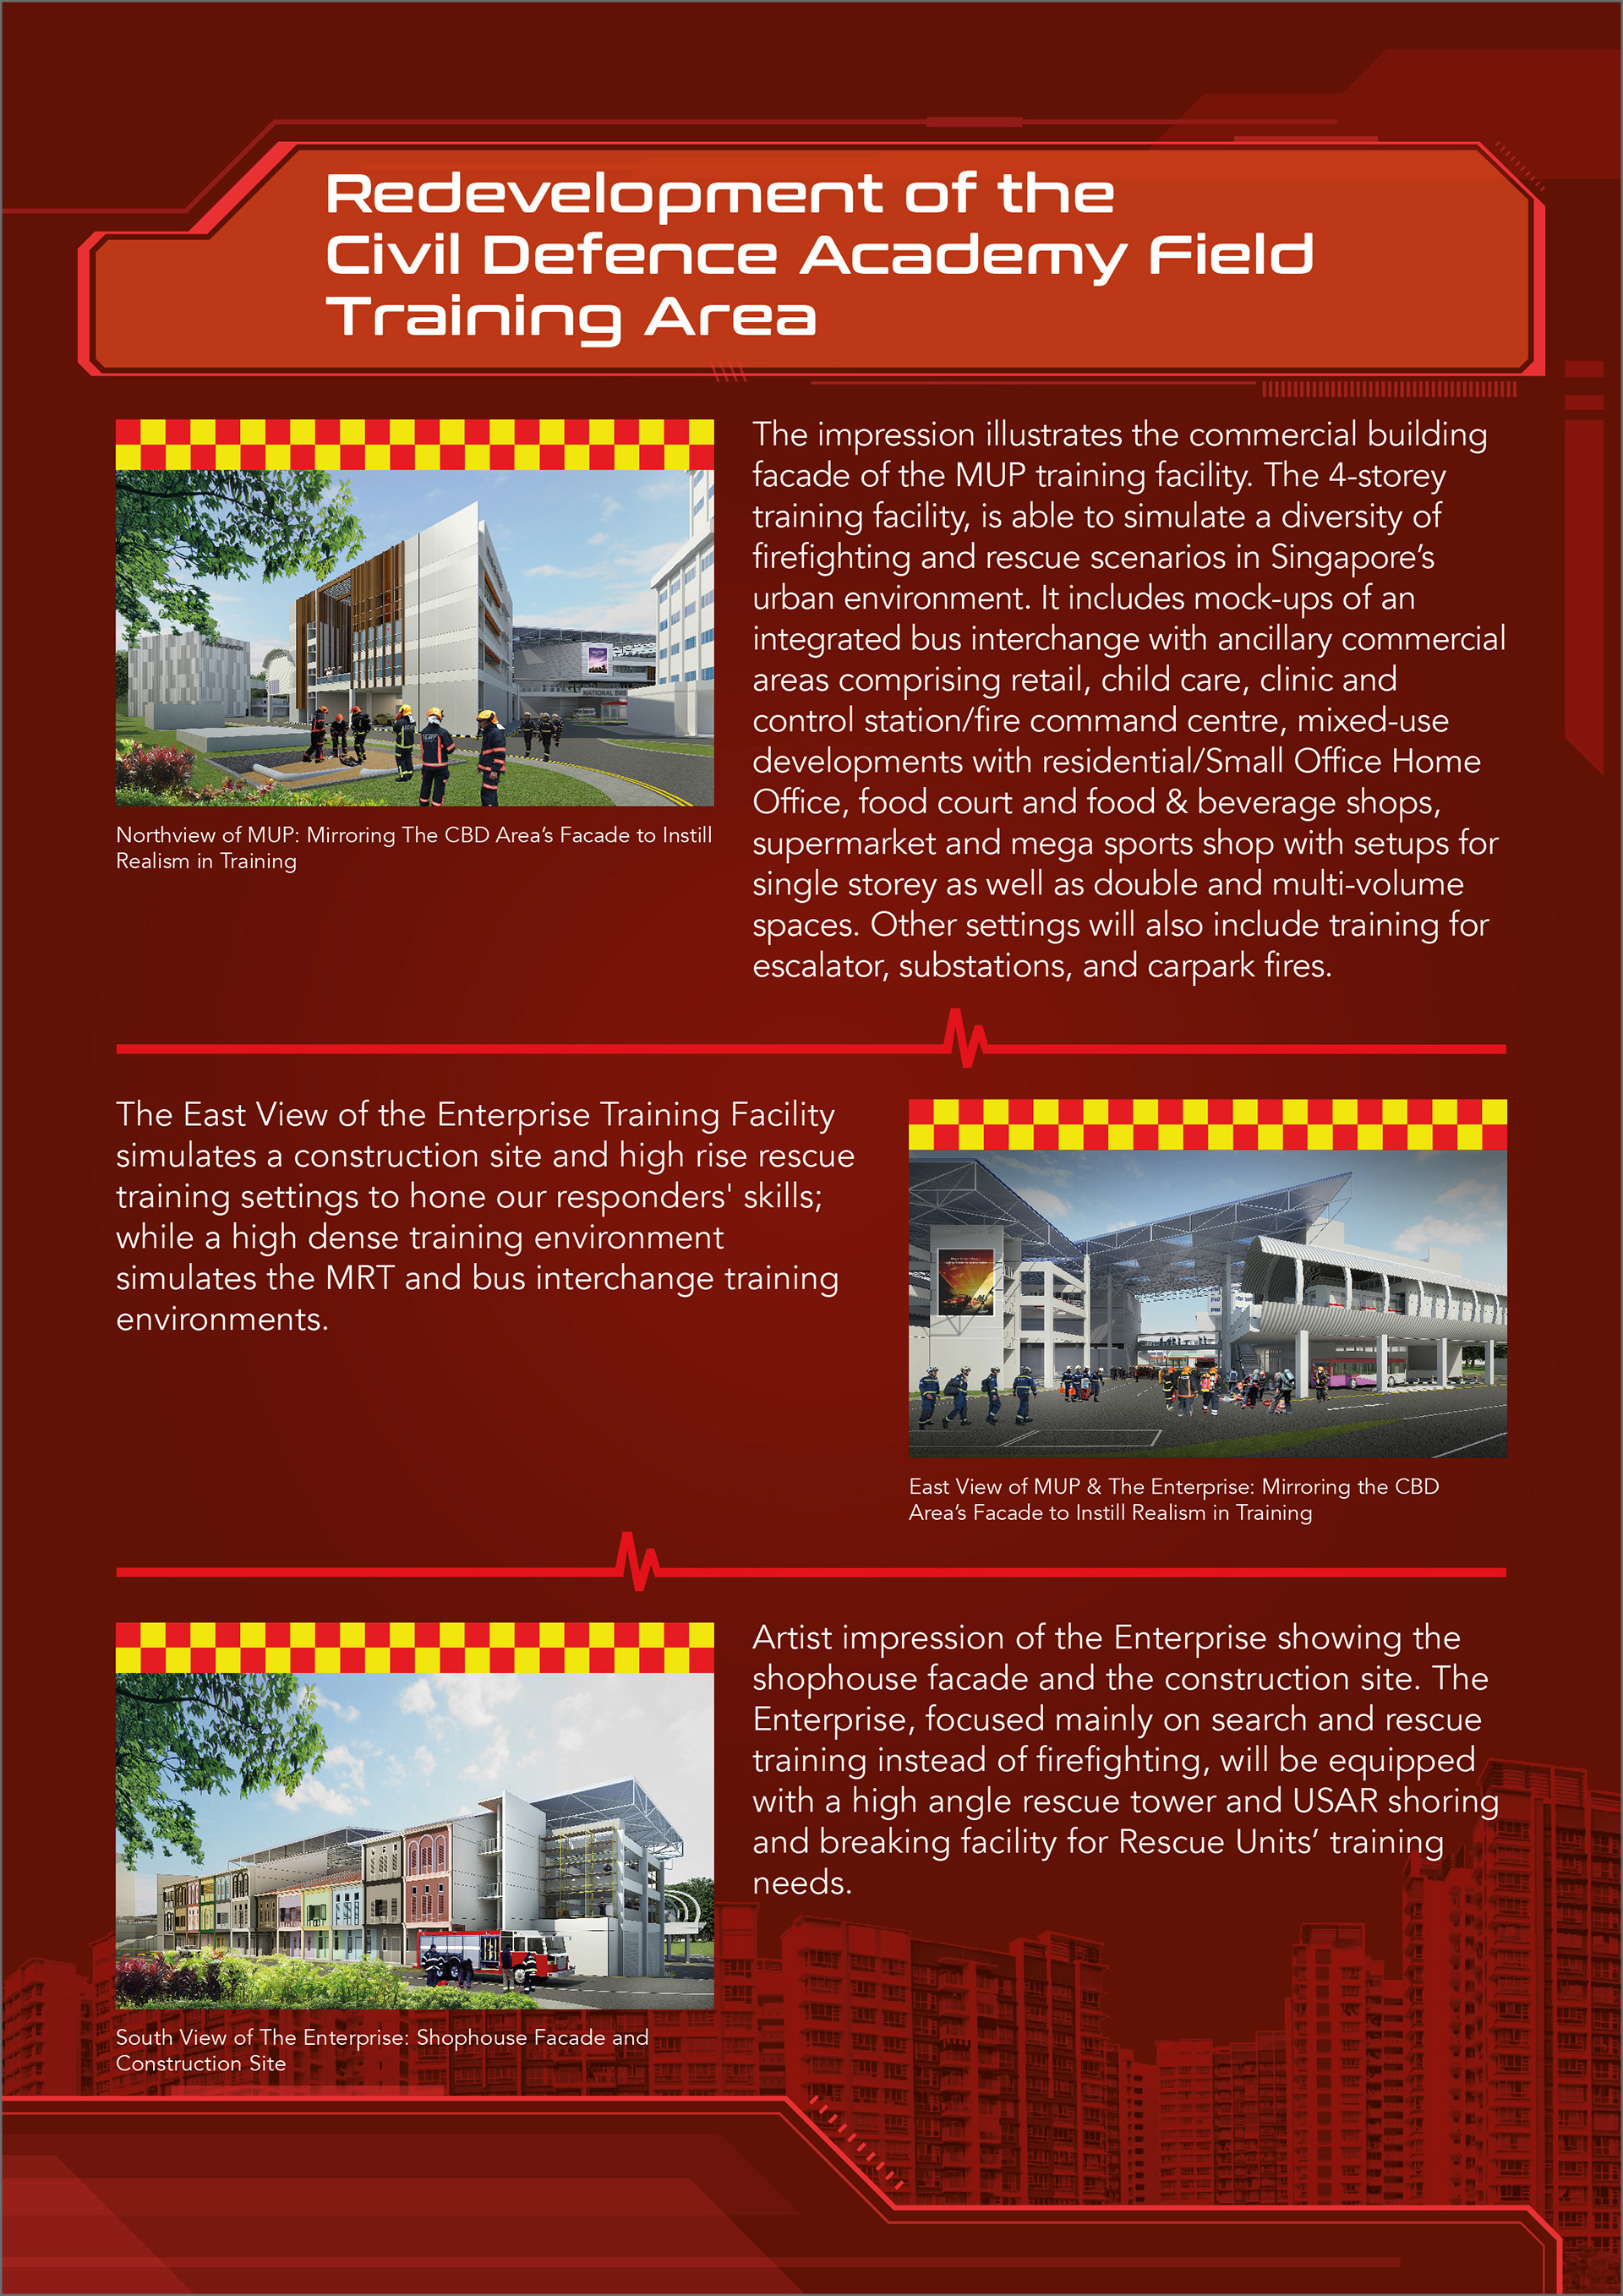 Redevelopment of the
Civil Defence Academy Field
Training Area
The impression illustrates the commercial building
facade of the MUP training facility. The 4-storey
training facility, is able to simulate a diversity of
firefighting and rescue scenarios in Singapore’s
urban environment. It includes mock-ups of an
integrated bus interchange with ancillary commercial
areas comprising retail, child care, clinic and
control station/fire command centre, mixed-use
developments with residential/Small Office Home
Office, food court and food & beverage shops,
supermarket and mega sports shop with setups for
single storey as well as double and multi-volume
spaces. Other settings will also include training for
escalator, substations, and carpark fires.
RESEARCH
NATIONAL EMS
Northview of MUP: Mirroring The CBD Area’s Facade to Instill
Realism in Training
The East View of the Enterprise Training Facility
simulates a construction site and high rise rescue
training settings to hone our responders' skills;
while a high dense training environment
simulates the MRT and bus interchange training
environments.
East View of MUP & The Enterprise: Mirroring the CBD
Area’s Facade to Instill Realism in Training
Artist impression of the Enterprise showing the
shophouse facade and the construction site. The
Enterprise, focused mainly on search and rescue
training instead of firefighting, will be equipped
with a high angle rescue tower and USAR shoring
and breaking facility for Rescue Units’ training
needs.
South View of The Enterprise: Shophouse Facade and
Construction Site